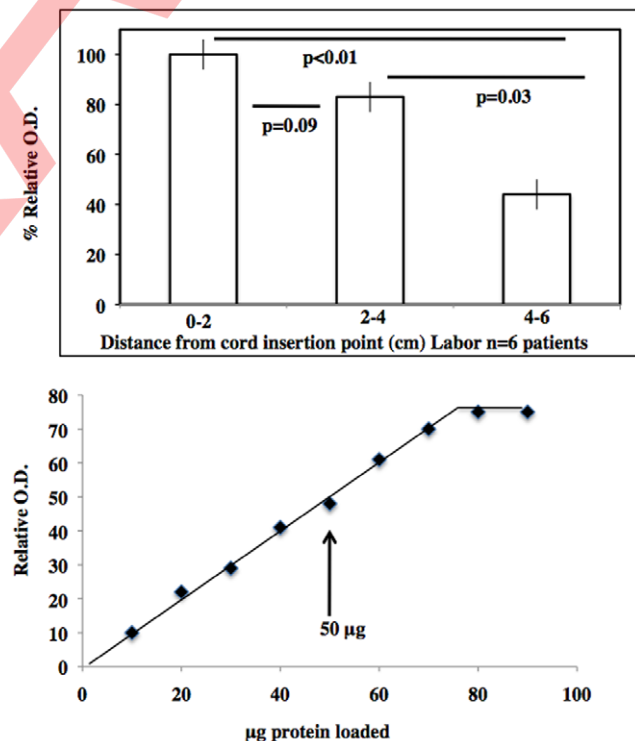 100
80
60
40
20
0
% Relative O.D.
p<0.01
p=0.03
p=0.09
0-2 2-4 4-6
Distance from cord insertion point (cm) Labor n=6 patients
80
70
60
50
40
30
20
10
0
Relative O.D.
50 µg
0 20 40 60 80 100
µg protein loaded